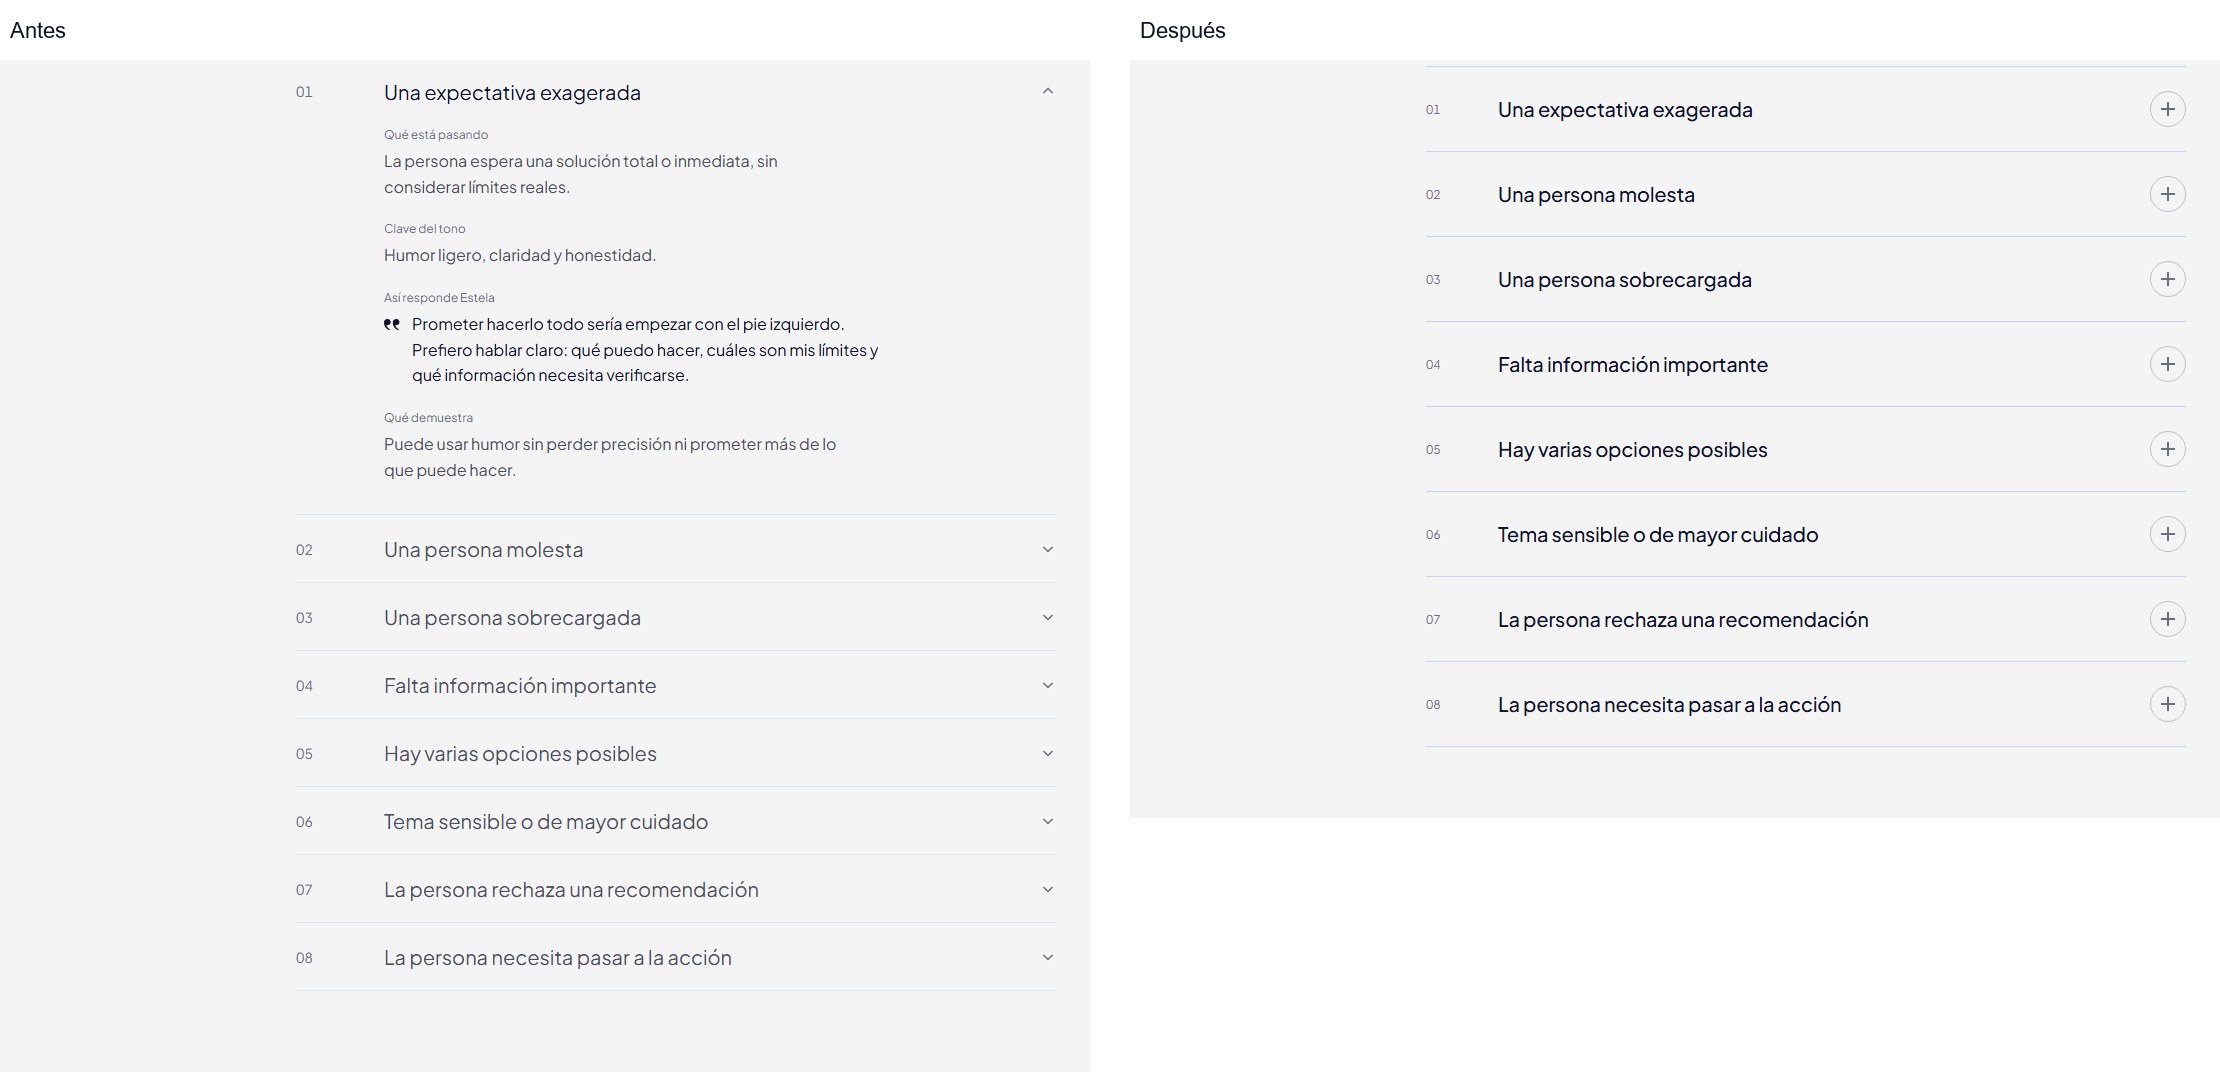 Antes
01
Una expectativa exagerada
Qué está pasando
La persona espera una solución total o inmediata, sin
considerar límites reales.
Clave del tono
Humor ligero, claridad y honestidad.
Así responde Estela
Prometer hacerlo todo sería empezar con el pie izquierdo.
Prefiero hablar claro: qué puedo hacer, cuáles son mis límites y
qué información necesita verificarse.
Qué demuestra
Puede usar humor sin perder precisión ni prometer más de lo
que puede hacer.
02
Una persona molesta
03
Una persona sobrecargada
04
Falta información importante
05
Hay varias opciones posibles
06
Tema sensible o de mayor cuidado
07
La persona rechaza una recomendación
08
La persona necesita pasar a la acción
Después
01
Una expectativa exagerada
02
Una persona molesta
03
Una persona sobrecargada
04
Falta información importante
05
Hay varias opciones posibles
06
Tema sensible o de mayor cuidado
07
La persona rechaza una recomendación
08
La persona necesita pasar a la acción